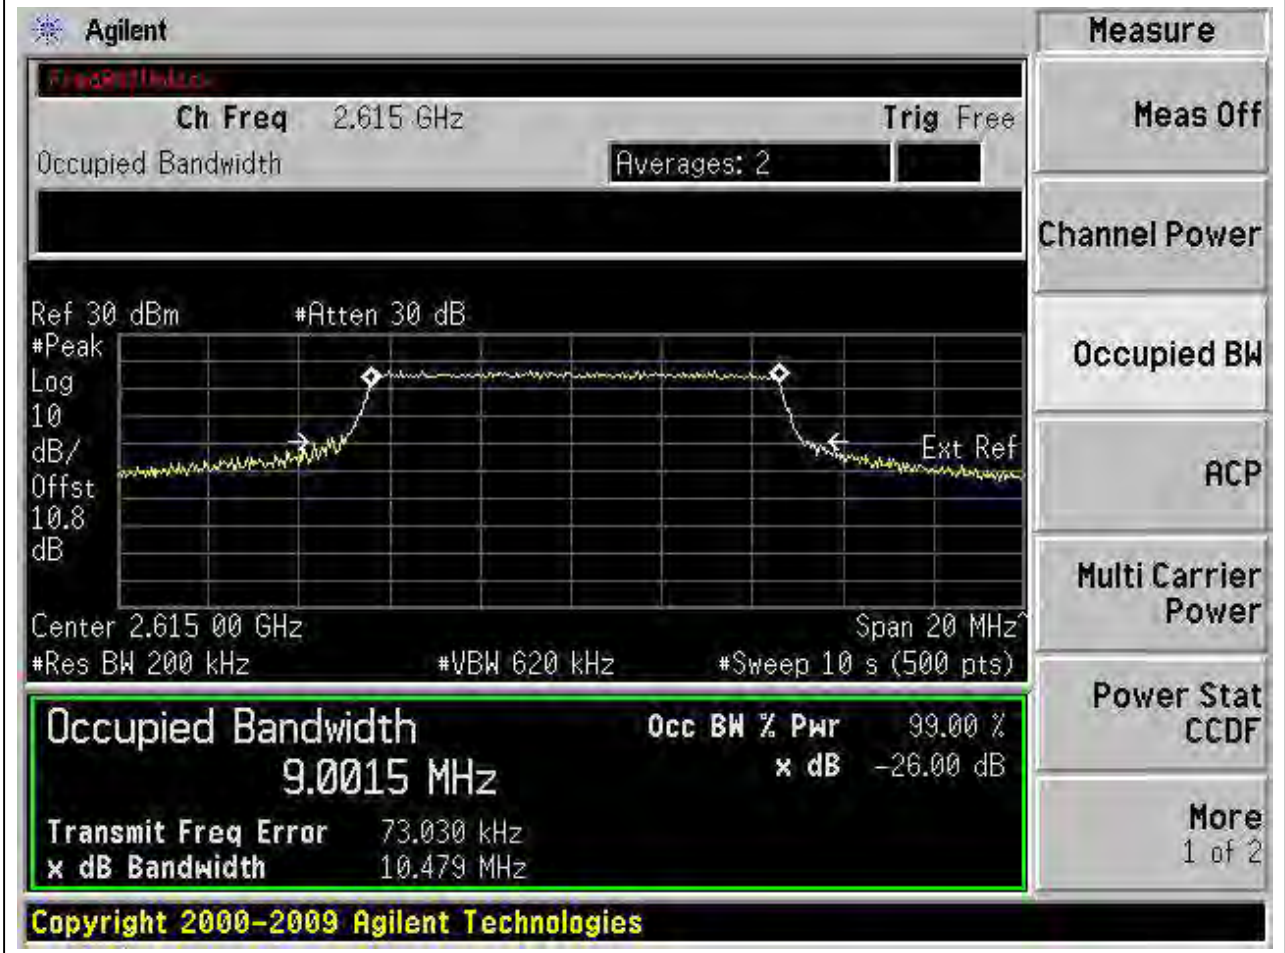 Agilent
Measure
Ch Freq 2.615 GHz Trig Free
Occupied Bandwidth Averages: 2
Meas Off
Channel Power
Occupied BW
ACP
Multi Carrier
Power
Power Stat
CCDF
More
1 of 2
Ref 30 dBm #Atten 30 dB
#Peak
Log
10
dB/
Offst
10.8
dB
Ext Ref
Center 2.615 00 GHz Span 20 MHz^
#Res BW 200 kHz #VBW 620 kHz #Sweep 10 s (500 pts)
Occupied Bandwidth Occ BW % Pwr 99.00 %
9.0015 MHz x dB -26.00 dB
Transmit Freq Error 73.030 kHz
x dB Bandwidth 10.479 MHz
Copyright 2000-2009 Agilent Technologies